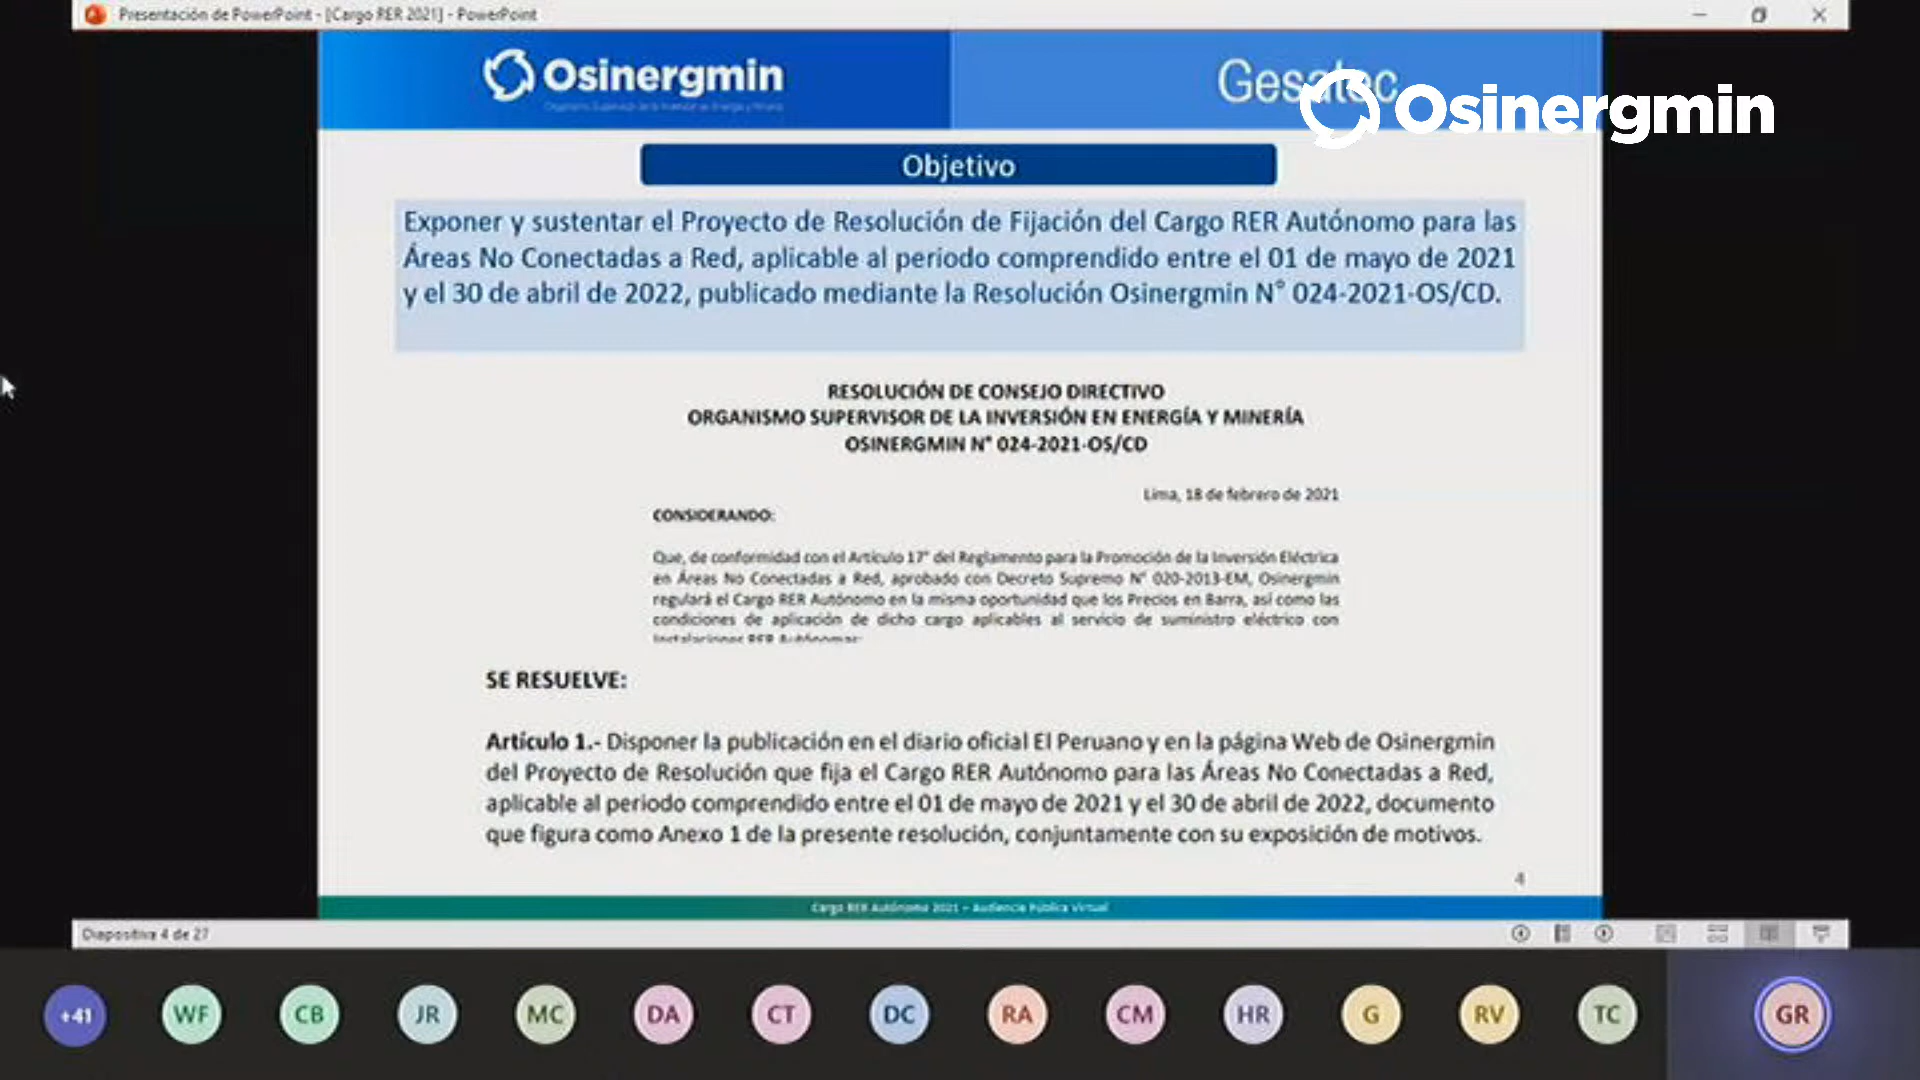 Presentación de PowerPoint - [Cargo RER 2021] - PowerPoint
Osinergmin
Organismo Supervisor de la Inversión en Energía y Minería
Gesatec
Osinergmin
Objetivo
Exponer y sustentar el Proyecto de Resolución de Fijación del Cargo RER Autónomo para las
Áreas No Conectadas a Red, aplicable al periodo comprendido entre el 01 de mayo de 2021
y el 30 de abril de 2022, publicado mediante la Resolución Osinergmin N° 024-2021-OS/CD.
RESOLUCIÓN DE CONSEJO DIRECTIVO
ORGANISMO SUPERVISOR DE LA INVERSIÓN EN ENERGÍA Y MINERÍA
OSINERGMIN N° 024-2021-OS/CD
Lima, 18 de febrero de 2021
CONSIDERANDO:
Que, de conformidad con el Artículo 17° del Reglamento para la Promoción de la Inversión Eléctrica
en Áreas No Conectadas a Red, aprobado con Decreto Supremo N° 020-2013-EM, Osinergmin
regulará el Cargo RER Autónomo en la misma oportunidad que los Precios en Barra, así como las
condiciones de aplicación de dicho cargo aplicables al servicio de suministro eléctrico con
Instalaciones RER Autónomas;
SE RESUELVE:
Artículo 1.- Disponer la publicación en el diario oficial El Peruano y en la página Web de Osinergmin
del Proyecto de Resolución que fija el Cargo RER Autónomo para las Áreas No Conectadas a Red,
aplicable al periodo comprendido entre el 01 de mayo de 2021 y el 30 de abril de 2022, documento
que figura como Anexo 1 de la presente resolución, conjuntamente con su exposición de motivos.
4
Cargo RER Autónomo 2021 – Audiencia Pública Virtual
Diapositiva 4 de 27
+41 WF CB JR MC DA CT DC RA CM HR G RV TC GR